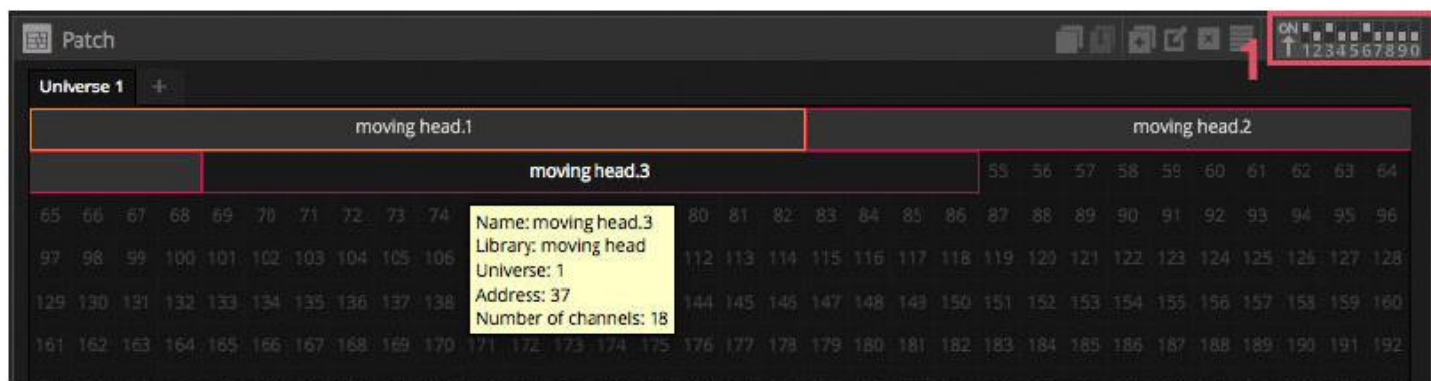 Patch
1
ON
1234567890
Universe 1 +
moving head.1 moving head.2
moving head.3 55 56 57 58 59 60 61 62 63 64
65 66 67 68 69 70 71 72 73 74 80 81 82 83 84 85 86 87 88 89 90 91 92 93 94 95 96
Name: moving head.3
Library: moving head
97 98 99 100 101 102 103 104 105 106 112 113 114 115 116 117 118 119 120 121 122 123 124 125 126 127 128
Universe: 1
Address: 37
129 130 131 132 133 134 135 136 137 138 144 145 146 147 148 149 150 151 152 153 154 155 156 157 158 159 160
Number of channels: 18
161 162 163 164 165 166 167 168 169 170 171 172 173 174 175 176 177 178 179 180 181 182 183 184 185 186 187 188 189 190 191 192